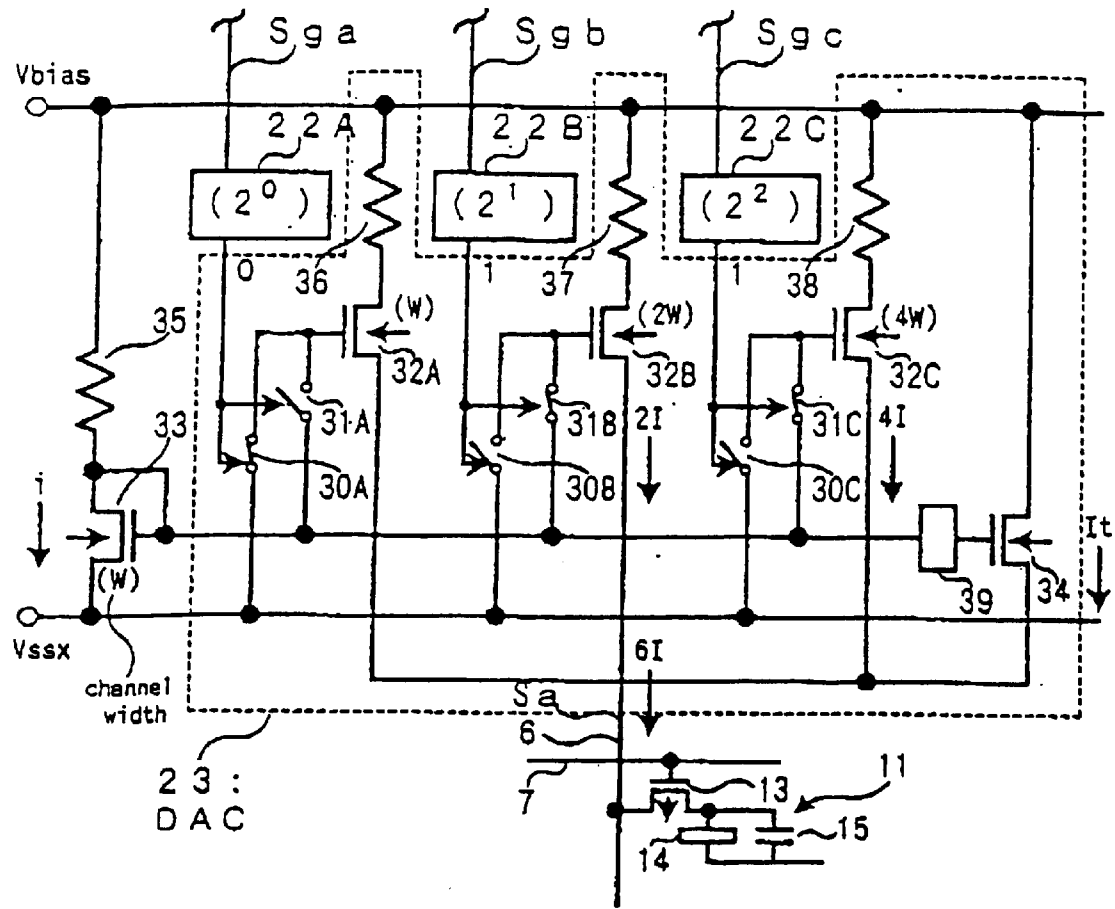 Sga
Sgb
Sgc
Vbias
22A
22B
22C
(2⁰)
(2¹)
(2²)
0
36
1
37
1
38
35
(W)
(2W)
(4W)
32A
32B
32C
33
31A
31B
2I
31C
4I
i
30A
30B
30C
It
(W)
39
34
Vssx
6I
channel
width
Sa
6
23:
DAC
7
13
11
14
15